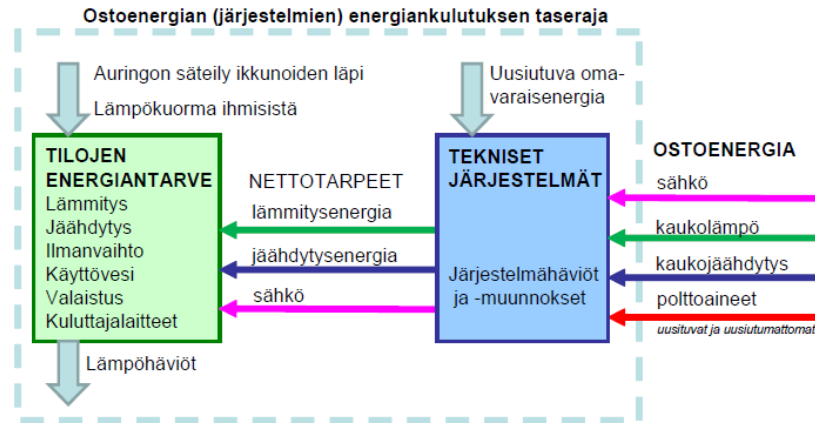 Ostoenergian (järjestelmien) energiankulutuksen taseraja
Auringon säteily ikkunoiden läpi
Lämpökuorma ihmisistä
Uusiutuva oma-
varaisenergia
TILOJEN
ENERGIANTARVE
Lämmitys
Jäähdytys
Ilmanvaihto
Käyttövesi
Valaistus
Kuluttajalaitteet
NETTOTARPEET
lämmitysenergia
jäähdytysenergia
sähkö
TEKNISET
JÄRJESTELMÄT
Järjestelmähäviöt
ja -muunnokset
OSTOENERGIA
sähkö
kaukolämpö
kaukojäähdytys
polttoaineet
uusituvat ja uusiutumattomat
Lämpöhäviöt